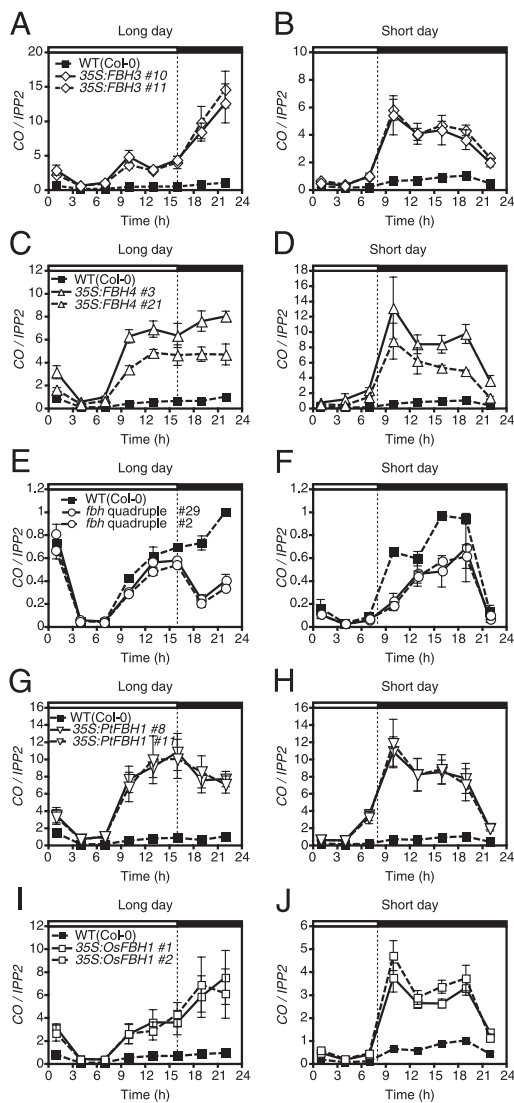 A
Long day
20
15
10
5
0
CO / IPP2
WT(Col-0)
35S:FBH3 #10
35S:FBH3 #11
0 3 6 9 12 15 18 21 24
Time (h)
B
Short day
10
8
6
4
2
0
CO / IPP2
0 3 6 9 12 15 18 21 24
Time (h)
C
Long day
12
10
8
6
4
2
0
CO / IPP2
WT(Col-0)
35S:FBH4 #3
35S:FBH4 #21
0 3 6 9 12 15 18 21 24
Time (h)
D
Short day
18
16
14
12
10
8
6
4
2
0
CO / IPP2
0 3 6 9 12 15 18 21 24
Time (h)
E
Long day
1.2
1
0.8
0.6
0.4
0.2
0
CO / IPP2
WT(Col-0)
fbh quadruple #29
fbh quadruple #2
0 3 6 9 12 15 18 21 24
Time (h)
F
Short day
1.2
1
0.8
0.6
0.4
0.2
0
CO / IPP2
0 3 6 9 12 15 18 21 24
Time (h)
G
Long day
16
14
12
10
8
6
4
2
0
CO / IPP2
WT(Col-0)
35S:PtFBH1 #8
35S:PtFBH1 #11
0 3 6 9 12 15 18 21 24
Time (h)
H
Short day
16
14
12
10
8
6
4
2
0
CO / IPP2
0 3 6 9 12 15 18 21 24
Time (h)
I
Long day
12
10
8
6
4
2
0
CO / IPP2
WT(Col-0)
35S:OsFBH1 #1
35S:OsFBH1 #2
0 3 6 9 12 15 18 21 24
Time (h)
J
Short day
6
5
4
3
2
1
0
CO / IPP2
0 3 6 9 12 15 18 21 24
Time (h)